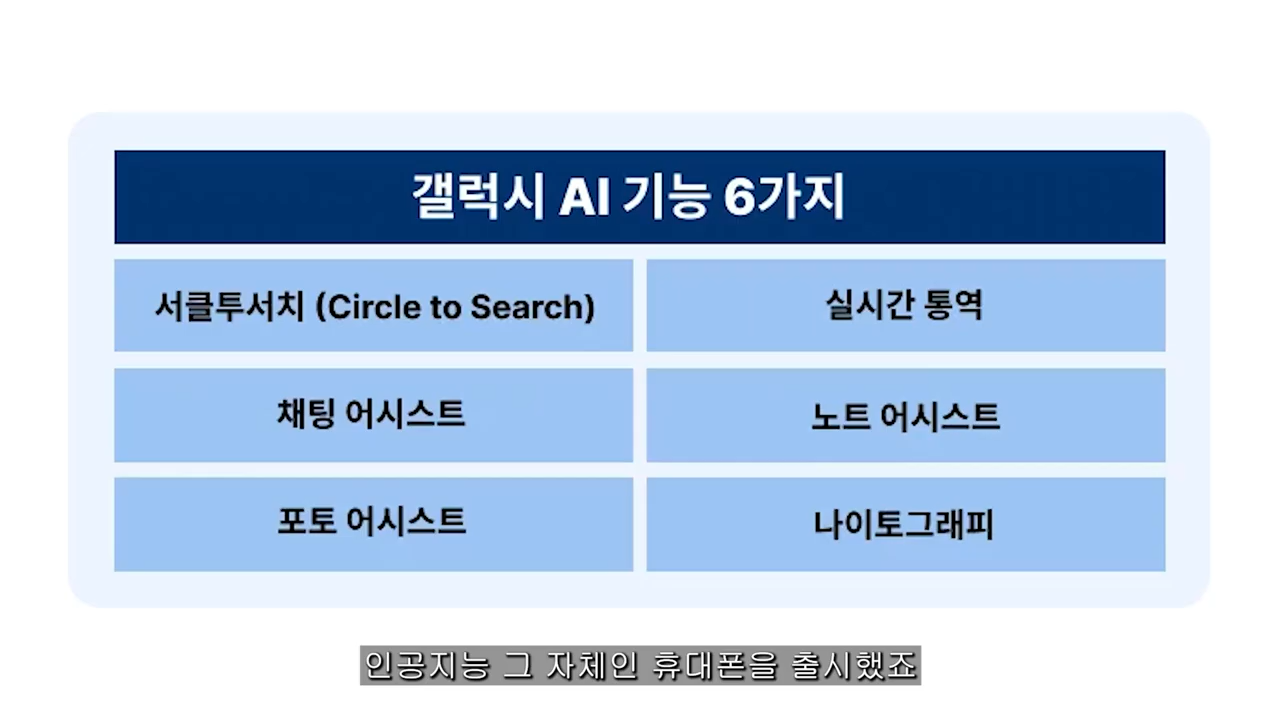 갤럭시 AI 기능 6가지
서클투서치 (Circle to Search)
실시간 통역
채팅 어시스트
노트 어시스트
포토 어시스트
나이토그래피
인공지능 그 자체인 휴대폰을 출시했죠